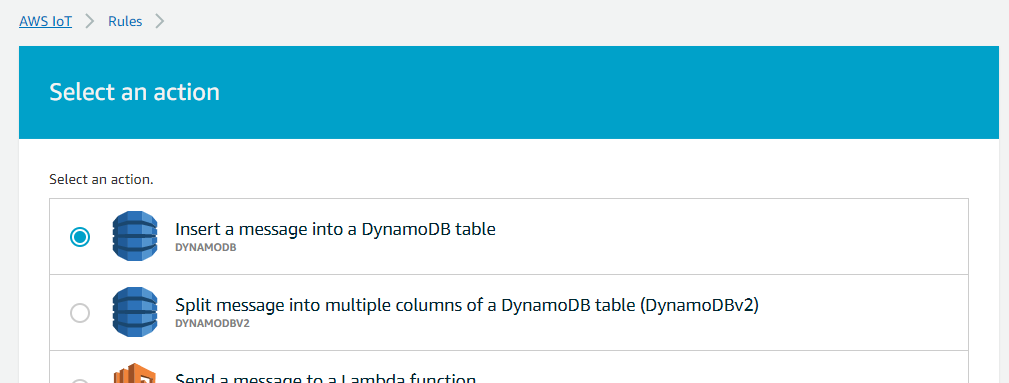 AWS IoT > Rules >
Select an action
Select an action.
Insert a message into a DynamoDB table
DYNAMODB
Split message into multiple columns of a DynamoDB table (DynamoDBv2)
DYNAMODBV2
Send a message to a Lambda function